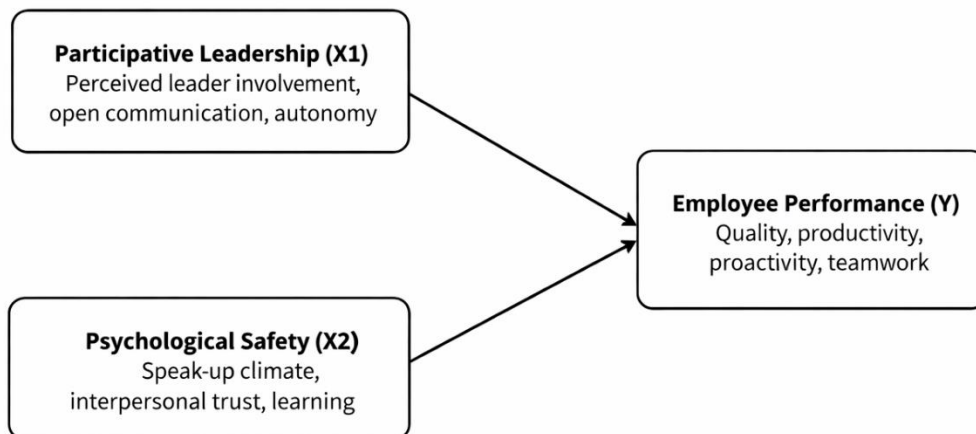 Participative Leadership (X1)
Perceived leader involvement,
open communication, autonomy
Employee Performance (Y)
Quality, productivity,
proactivity, teamwork
Psychological Safety (X2)
Speak-up climate,
interpersonal trust, learning